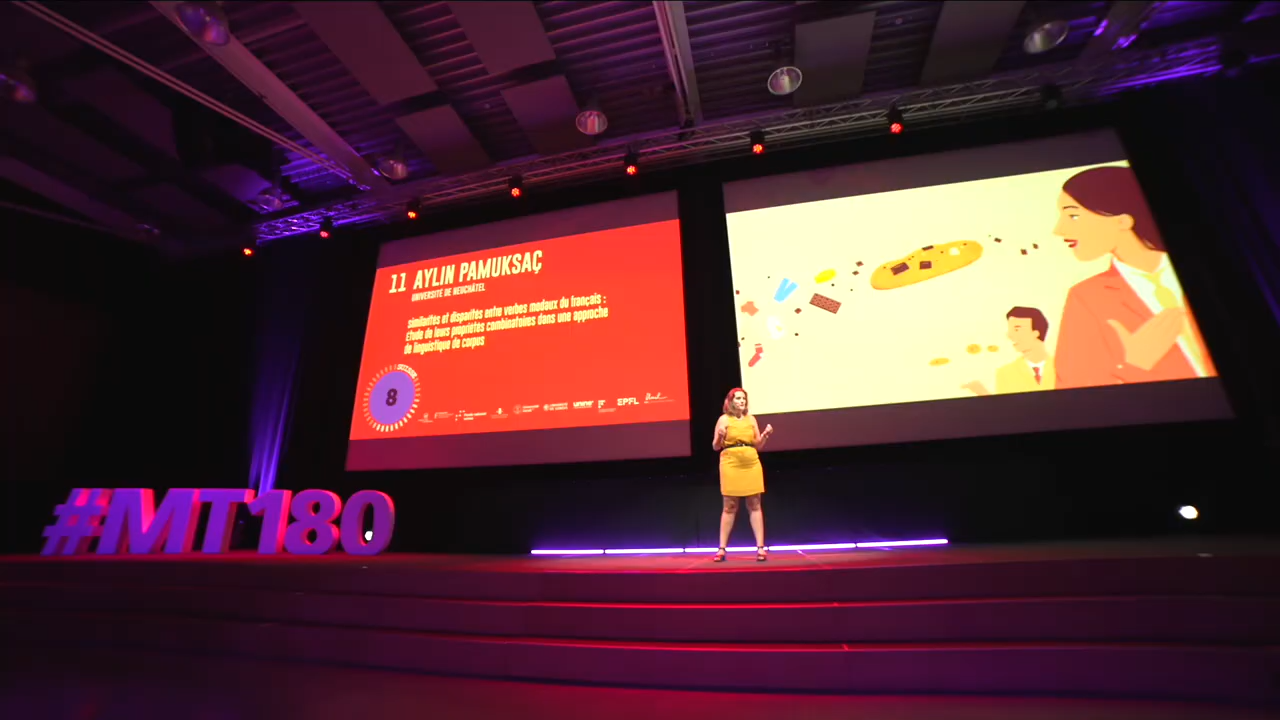 11 AYLIN PAMUKSAÇ
UNIVERSITÉ DE NEUCHÂTEL
similarités et disparités entre verbes modaux du français :
étude de leurs propriétés combinatoires dans une approche
de linguistique de corpus
8
unine
EPFL
#MT180